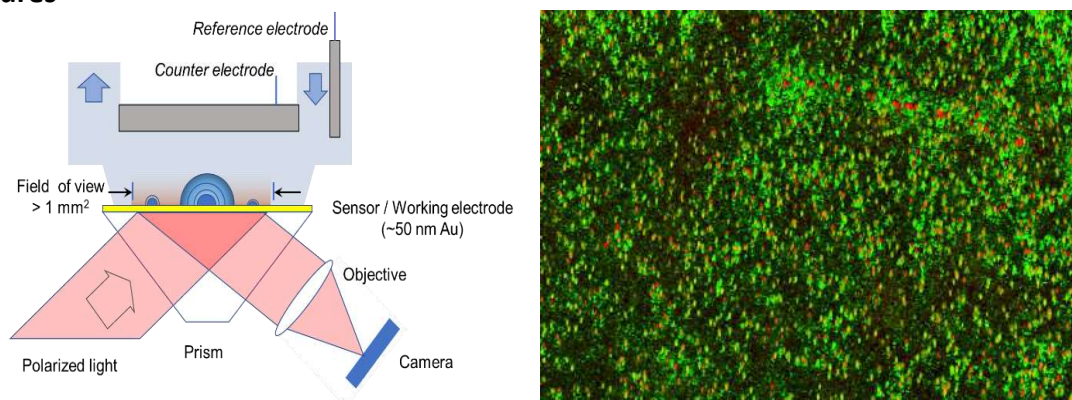 Reference electrode
Counter electrode
Field of view
> 1 mm²
Sensor / Working electrode
(~50 nm Au)
Objective
Prism
Camera
Polarized light